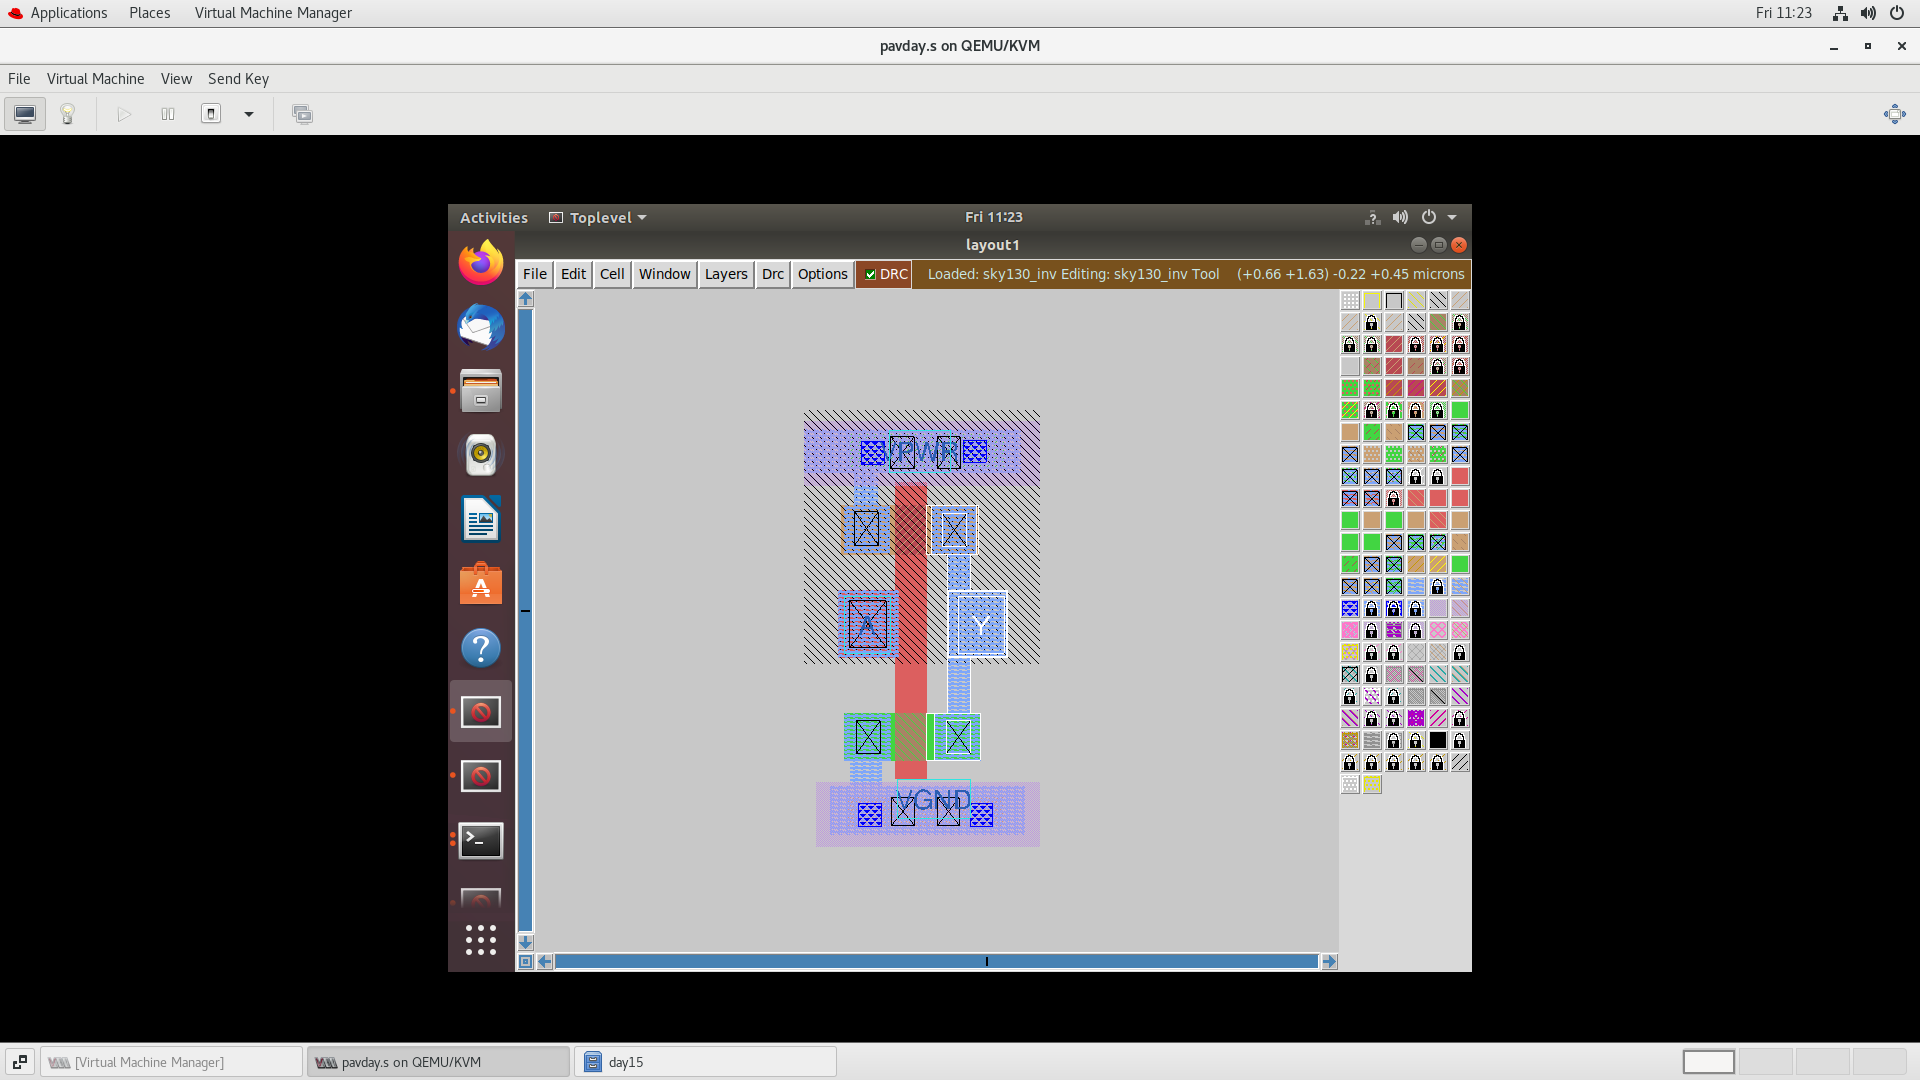 Applications Places Virtual Machine Manager Fri 11:23
pavday.s on QEMU/KVM
File Virtual Machine View Send Key
Activities Toplevel Fri 11:23
layout1
File Edit Cell Window Layers Drc Options DRC Loaded: sky130_inv Editing: sky130_inv Tool (+0.66 +1.63) -0.22 +0.45 microns
VPWR
A Y
VGND
[Virtual Machine Manager] pavday.s on QEMU/KVM day15